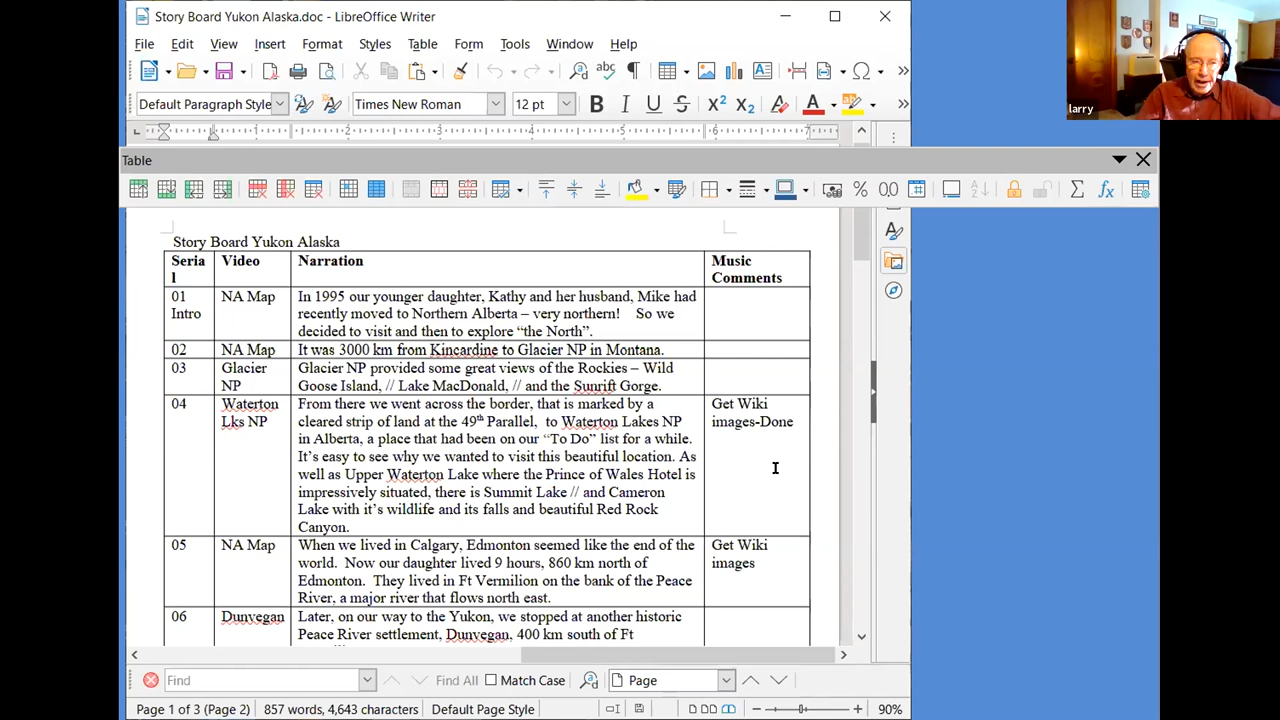 Story Board Yukon Alaska.doc - LibreOffice Writer
larry
File Edit View Insert Format Styles Table Form Tools Window Help
Default Paragraph Style Times New Roman 12 pt B I U S X² X₂ A
1 2 3 4 5 6 7
Table
% 0,0 Σ fx
Story Board Yukon Alaska
Seria Video Narration Music
l Comments
01 NA Map In 1995 our younger daughter, Kathy and her husband, Mike had
Intro recently moved to Northern Alberta – very northern! So we
decided to visit and then to explore “the North”.
02 NA Map It was 3000 km from Kincardine to Glacier NP in Montana.
03 Glacier Glacier NP provided some great views of the Rockies – Wild
NP Goose Island, // Lake MacDonald, // and the Sunrift Gorge.
04 Waterton From there we went across the border, that is marked by a Get Wiki
Lks NP cleared strip of land at the 49th Parallel, to Waterton Lakes NP images-Done
in Alberta, a place that had been on our “To Do” list for a while.
It’s easy to see why we wanted to visit this beautiful location. As
well as Upper Waterton Lake where the Prince of Wales Hotel is
impressively situated, there is Summit Lake // and Cameron
Lake with it’s wildlife and its falls and beautiful Red Rock
Canyon.
05 NA Map When we lived in Calgary, Edmonton seemed like the end of the Get Wiki
world. Now our daughter lived 9 hours, 860 km north of images
Edmonton. They lived in Ft Vermilion on the bank of the Peace
River, a major river that flows north east.
06 Dunvegan Later, on our way to the Yukon, we stopped at another historic
Peace River settlement, Dunvegan, 400 km south of Ft
Find Find All Match Case Page
Page 1 of 3 (Page 2) 857 words, 4,643 characters Default Page Style 90%